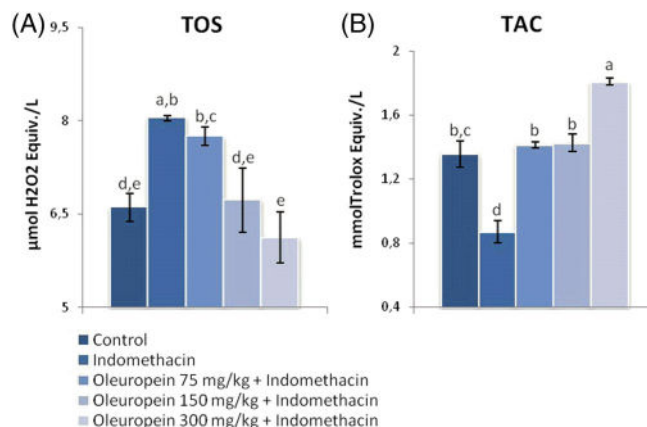 (A) TOS
μmol H2O2 Equiv./L
9,5
8
6,5
5
d,e
a,b
b,c
d,e
e
(B) TAC
mmolTrolox Equiv./L
2
1,6
1,2
0,8
0,4
b,c
d
b
b
a
Control
Indomethacin
Oleuropein 75 mg/kg + Indomethacin
Oleuropein 150 mg/kg + Indomethacin
Oleuropein 300 mg/kg + Indomethacin